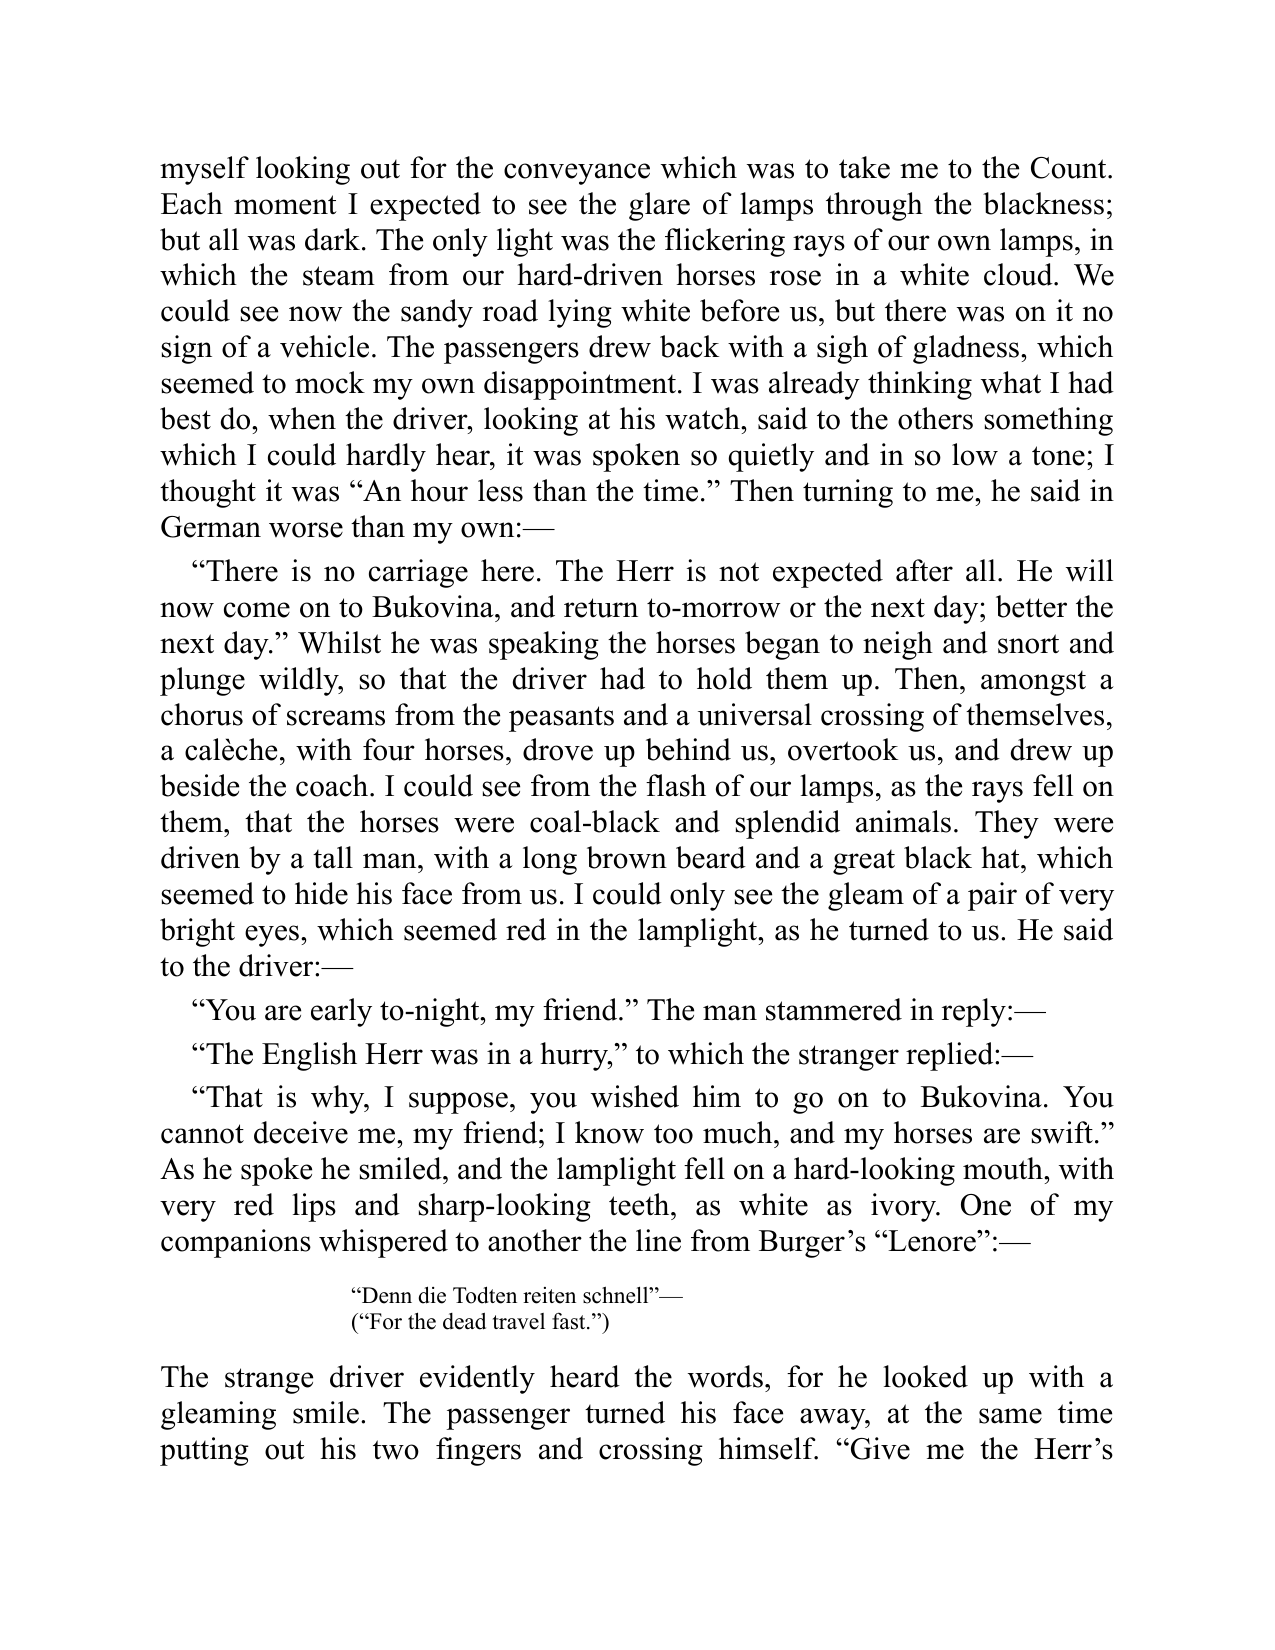 myself looking out for the conveyance which was to take me to the Count.
Each moment I expected to see the glare of lamps through the blackness;
but all was dark. The only light was the flickering rays of our own lamps, in
which the steam from our hard-driven horses rose in a white cloud. We
could see now the sandy road lying white before us, but there was on it no
sign of a vehicle. The passengers drew back with a sigh of gladness, which
seemed to mock my own disappointment. I was already thinking what I had
best do, when the driver, looking at his watch, said to the others something
which I could hardly hear, it was spoken so quietly and in so low a tone; I
thought it was “An hour less than the time.” Then turning to me, he said in
German worse than my own:—
“There is no carriage here. The Herr is not expected after all. He will
now come on to Bukovina, and return to-morrow or the next day; better the
next day.” Whilst he was speaking the horses began to neigh and snort and
plunge wildly, so that the driver had to hold them up. Then, amongst a
chorus of screams from the peasants and a universal crossing of themselves,
a calèche, with four horses, drove up behind us, overtook us, and drew up
beside the coach. I could see from the flash of our lamps, as the rays fell on
them, that the horses were coal-black and splendid animals. They were
driven by a tall man, with a long brown beard and a great black hat, which
seemed to hide his face from us. I could only see the gleam of a pair of very
bright eyes, which seemed red in the lamplight, as he turned to us. He said
to the driver:—
“You are early to-night, my friend.” The man stammered in reply:—
“The English Herr was in a hurry,” to which the stranger replied:—
“That is why, I suppose, you wished him to go on to Bukovina. You
cannot deceive me, my friend; I know too much, and my horses are swift.”
As he spoke he smiled, and the lamplight fell on a hard-looking mouth, with
very red lips and sharp-looking teeth, as white as ivory. One of my
companions whispered to another the line from Burger’s “Lenore”:—
“Denn die Todten reiten schnell”—
(“For the dead travel fast.”)
The strange driver evidently heard the words, for he looked up with a
gleaming smile. The passenger turned his face away, at the same time
putting out his two fingers and crossing himself. “Give me the Herr’s